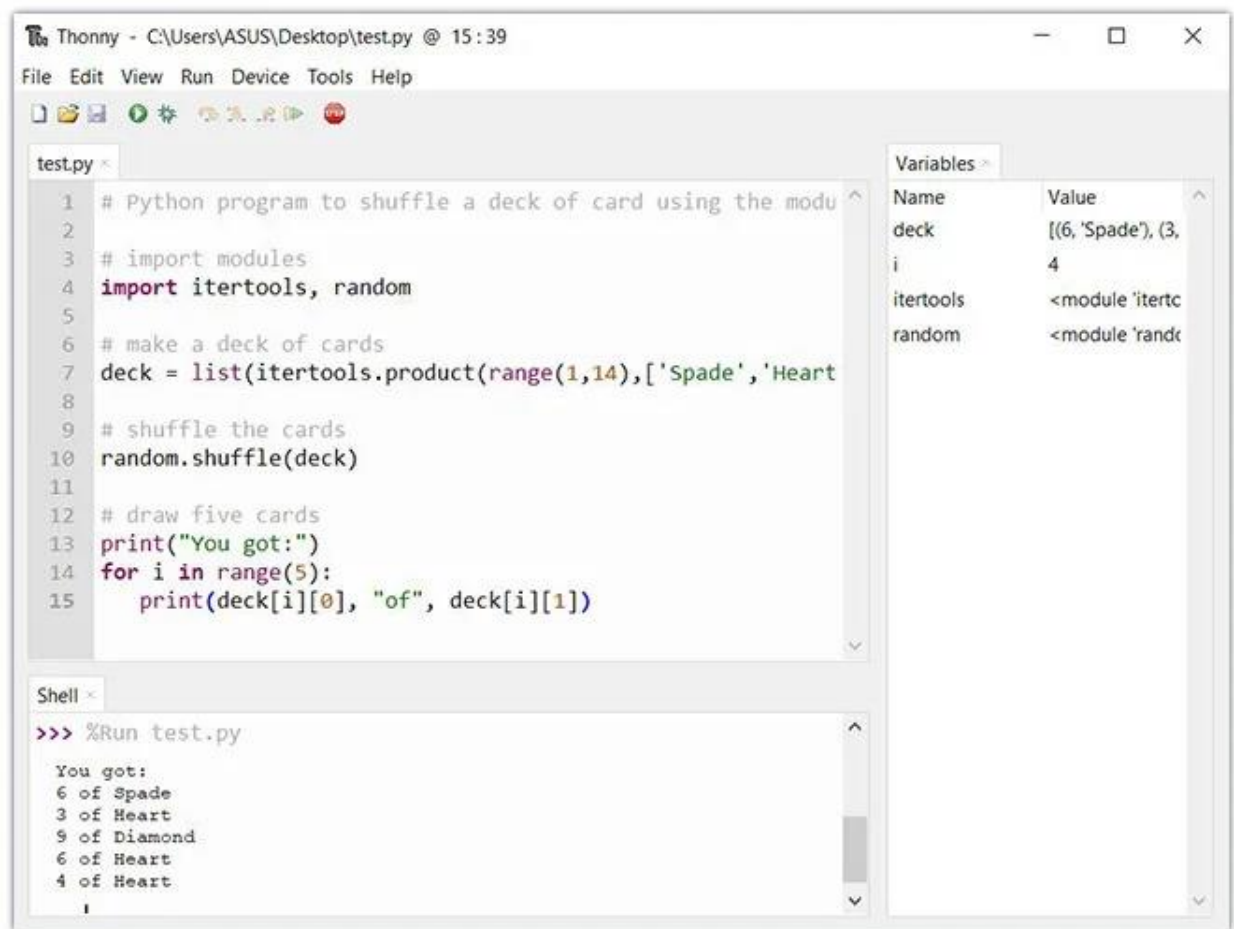 Thonny - C:\Users\ASUS\Desktop\test.py @ 15:39
File Edit View Run Device Tools Help
test.py
1 # Python program to shuffle a deck of card using the modu
2
3 # import modules
4 import itertools, random
5
6 # make a deck of cards
7 deck = list(itertools.product(range(1,14),['Spade','Heart
8
9 # shuffle the cards
10 random.shuffle(deck)
11
12 # draw five cards
13 print("You got:")
14 for i in range(5):
15    print(deck[i][0], "of", deck[i][1])
Variables
Name Value
deck [(6, 'Spade'), (3,
i 4
itertools <module 'itertc
random <module 'randc
Shell
>>> %Run test.py
You got:
6 of Spade
3 of Heart
9 of Diamond
6 of Heart
4 of Heart